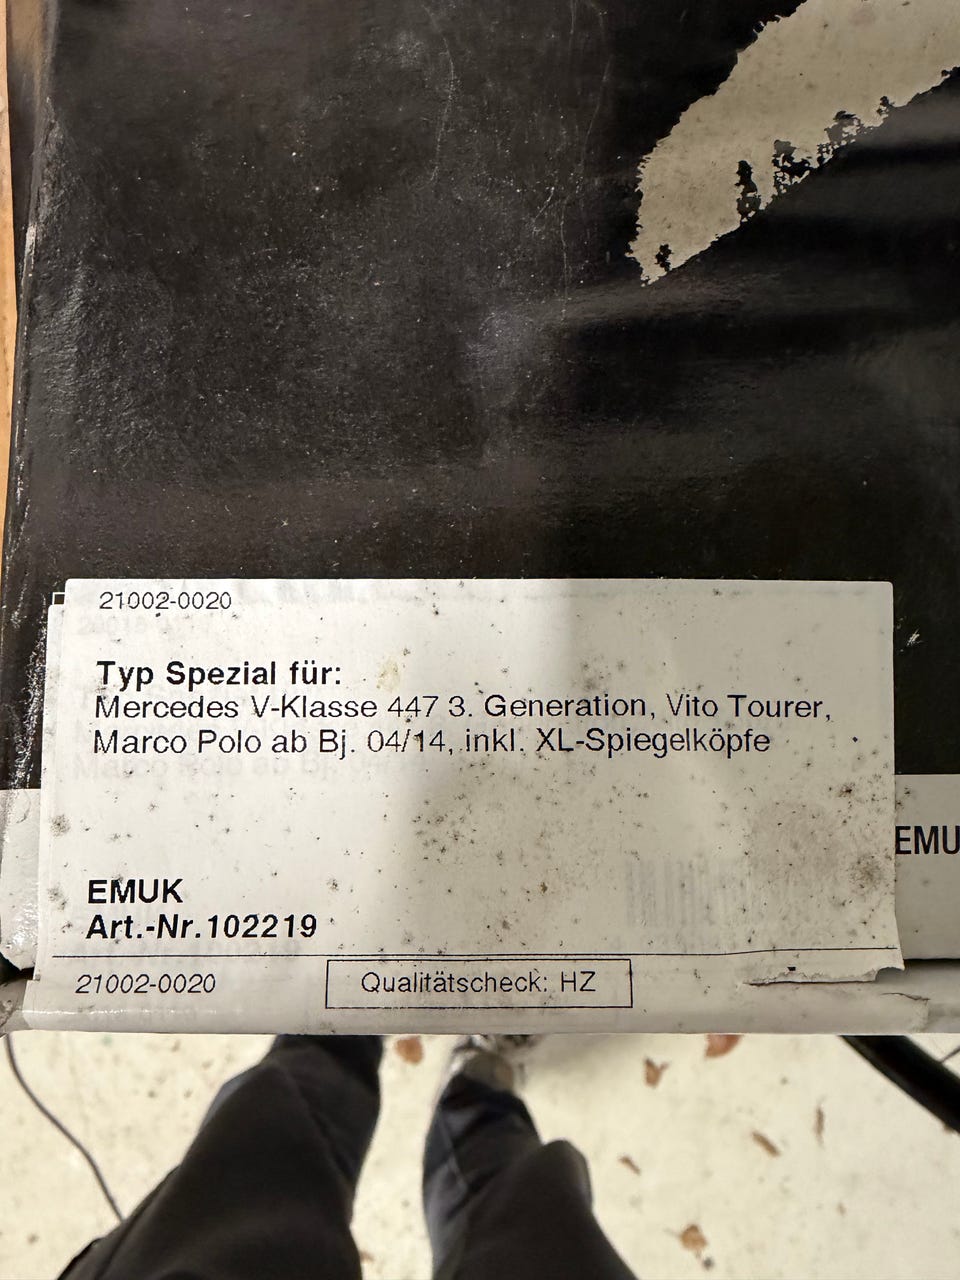 21002-0020
Typ Spezial für:
Mercedes V-Klasse 447 3. Generation, Vito Tourer,
Marco Polo ab Bj. 04/14, inkl. XL-Spiegelköpfe
EMU
EMUK
Art.-Nr.102219
21002-0020
Qualitätscheck: HZ